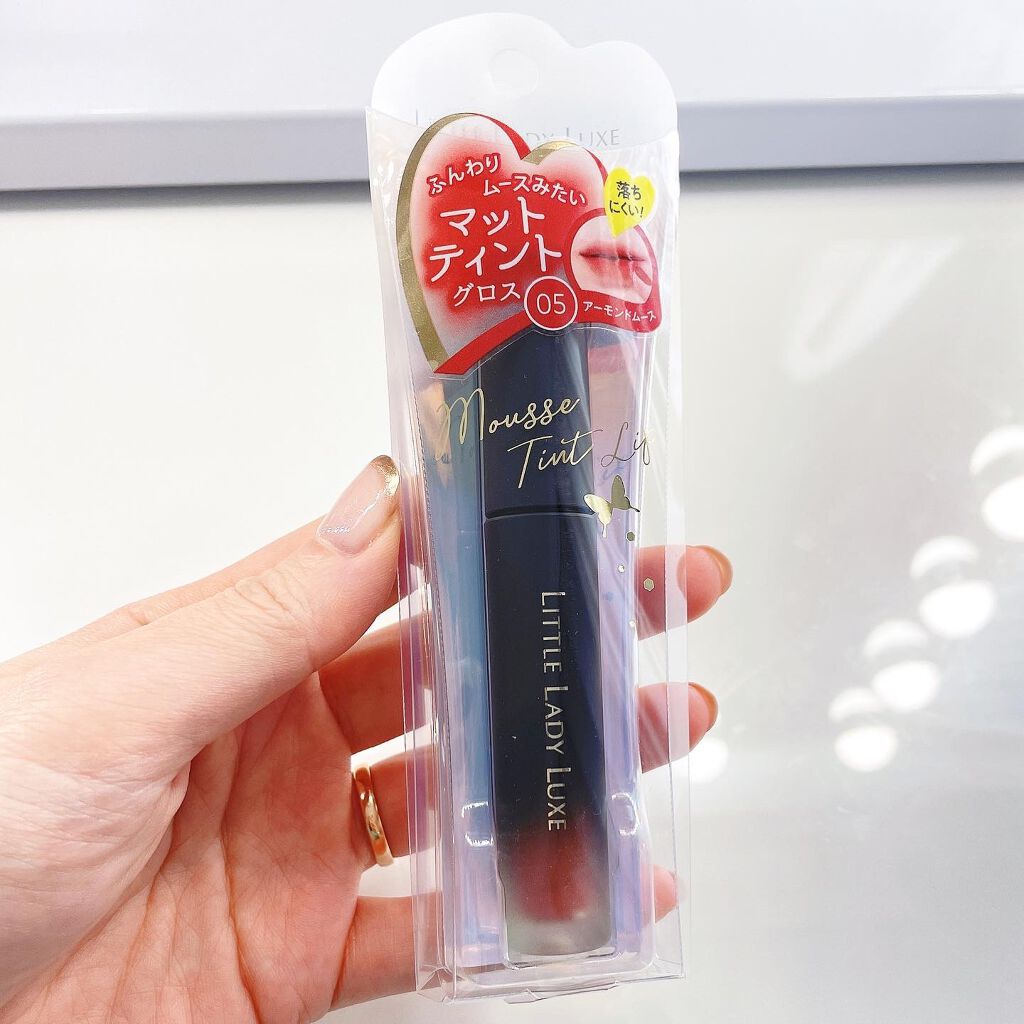 LITTLE LADY LUXE
ふんわり
ムースみたい
マット
ティント
グロス
落ち
にくい!
05
アーモンドムース
Mousse
Tint Lip
LITTLE LADY LUXE